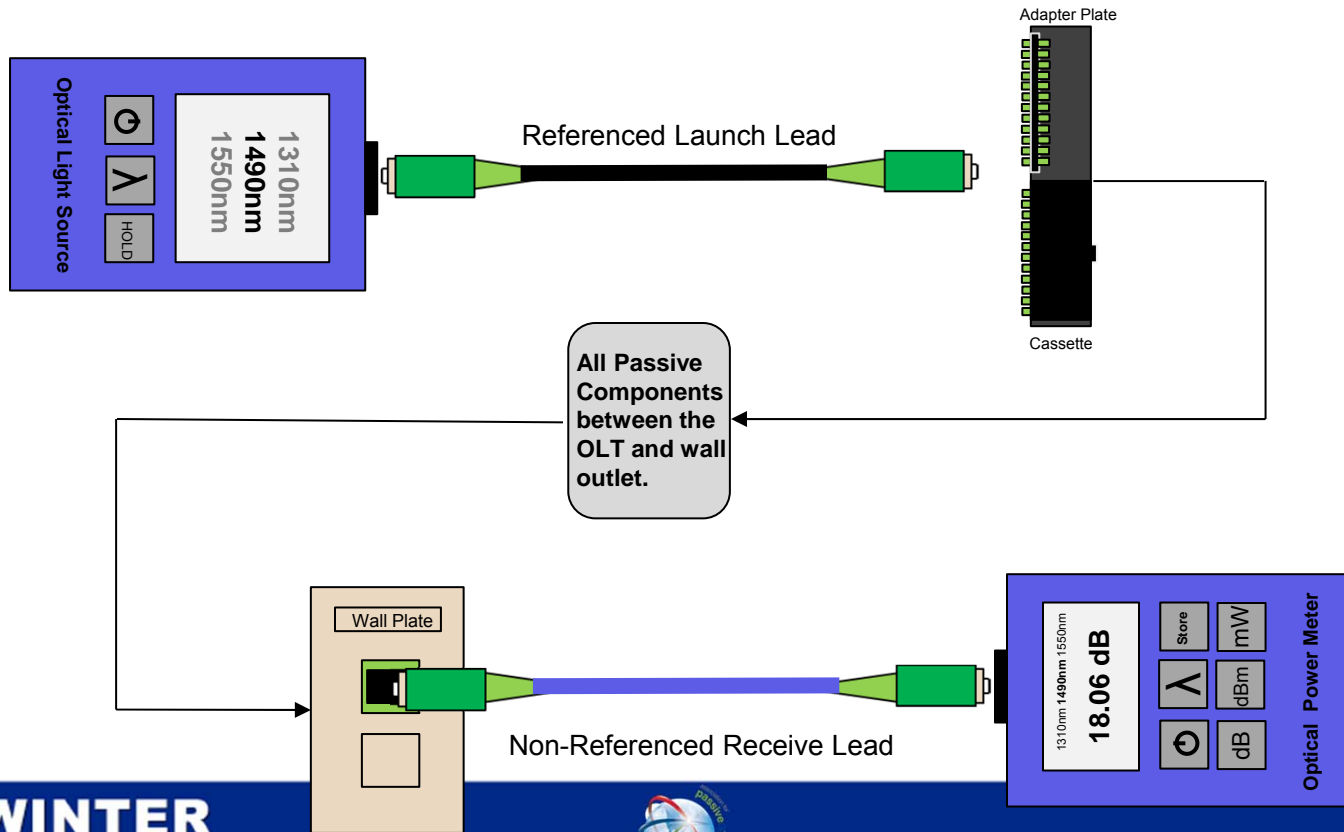 Adapter Plate
Optical Light Source
HOLD
λ
1310nm
1490nm
1550nm
Referenced Launch Lead
Cassette
All Passive
Components
between the
OLT and wall
outlet.
Wall Plate
Non-Referenced Receive Lead
1310nm 1490nm 1550nm
18.06 dB
Store
mW
λ
dBm
dB
Optical Power Meter
WINTER
passive